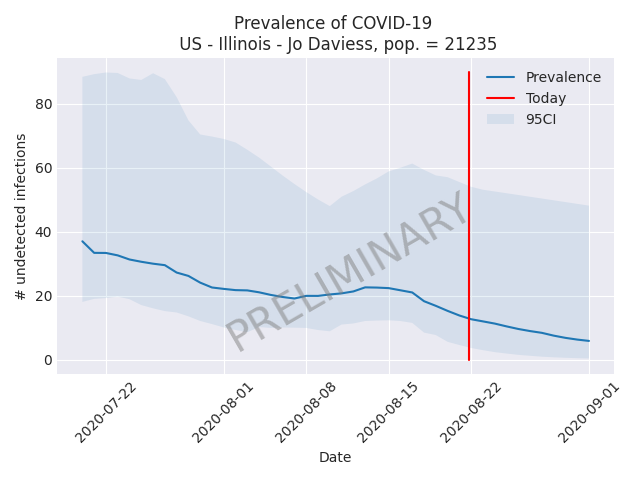 Prevalence of COVID-19
US - Illinois - Jo Daviess, pop. = 21235
# undetected infections
80
60
40
20
0
Prevalence
Today
95CI
PRELIMINARY
2020-07-22
2020-08-01
2020-08-08
2020-08-15
2020-08-22
2020-09-01
Date